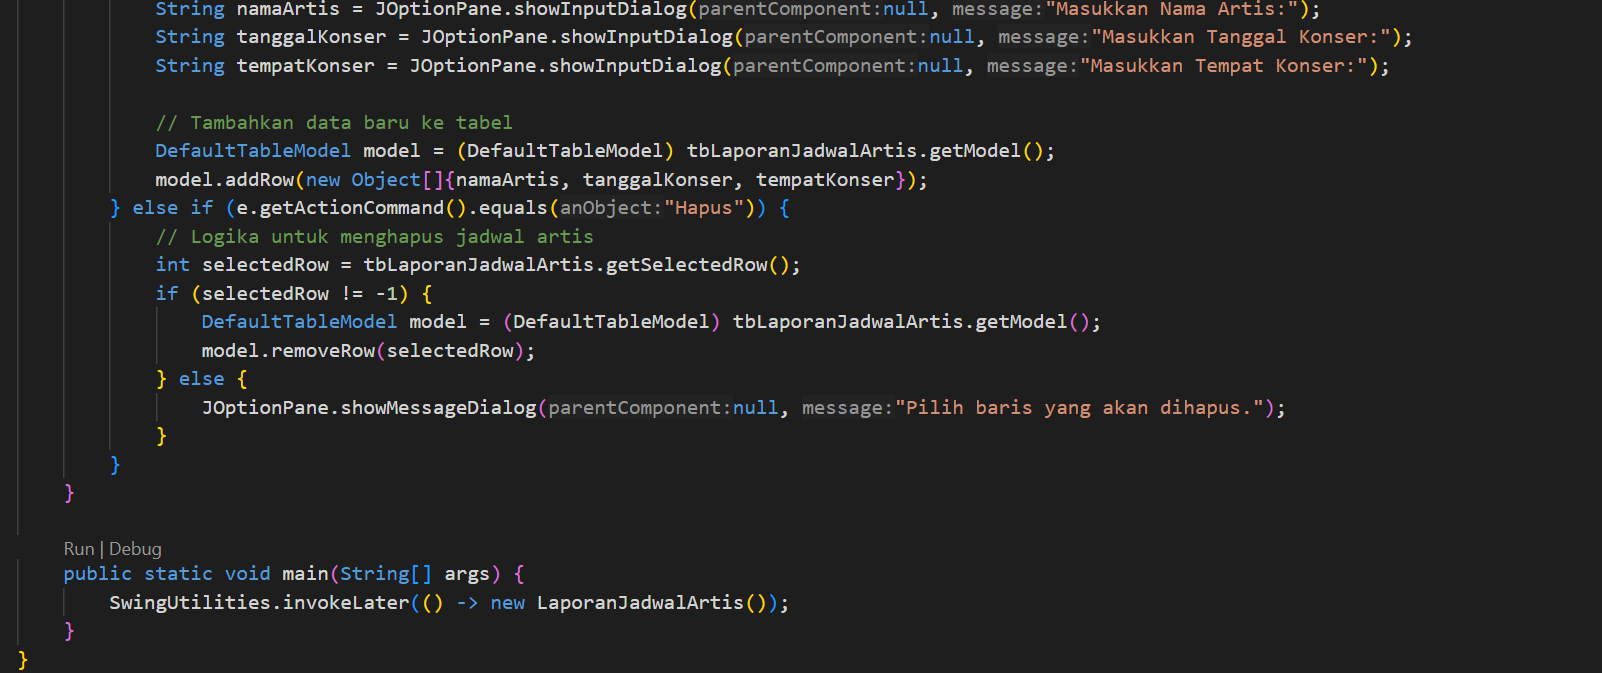 String namaArtis = JOptionPane.showInputDialog(parentComponent:null, message:"Masukkan Nama Artis:");
String tanggalKonser = JOptionPane.showInputDialog(parentComponent:null, message:"Masukkan Tanggal Konser:");
String tempatKonser = JOptionPane.showInputDialog(parentComponent:null, message:"Masukkan Tempat Konser:");
// Tambahkan data baru ke tabel
DefaultTableModel model = (DefaultTableModel) tbLaporanJadwalArtis.getModel();
model.addRow(new Object[]{namaArtis, tanggalKonser, tempatKonser});
} else if (e.getActionCommand().equals(anObject:"Hapus")) {
// Logika untuk menghapus jadwal artis
int selectedRow = tbLaporanJadwalArtis.getSelectedRow();
if (selectedRow != -1) {
DefaultTableModel model = (DefaultTableModel) tbLaporanJadwalArtis.getModel();
model.removeRow(selectedRow);
} else {
JOptionPane.showMessageDialog(parentComponent:null, message:"Pilih baris yang akan dihapus.");
}
}
}
Run | Debug
public static void main(String[] args) {
SwingUtilities.invokeLater(() -> new LaporanJadwalArtis());
}
}